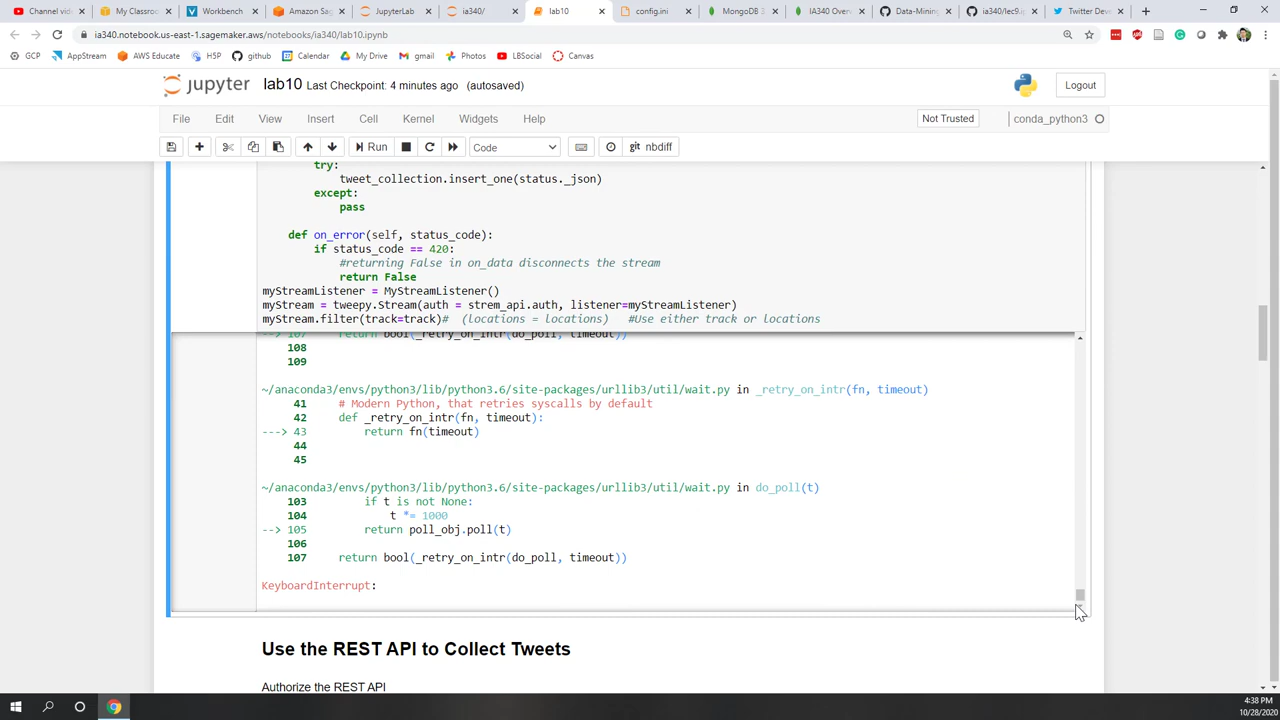 Channel video
My Classroo
Workbench
Amazon Sag
JupyterLab
ia340/
lab10
config.ini
MongoDB
IA340 Over
Data-Mining
ia340/lec9.i
Twitter Dev
ia340.notebook.us-east-1.sagemaker.aws/notebooks/ia340/lab10.ipynb
GCP AppStream AWS Educate H5P github Calendar My Drive gmail Photos LBSocial Canvas
jupyter lab10 Last Checkpoint: 4 minutes ago (autosaved) Logout
File Edit View Insert Cell Kernel Widgets Help Not Trusted conda_python3
Run Code nbdiff
try:
tweet_collection.insert_one(status._json)
except:
pass
def on_error(self, status_code):
if status_code == 420:
#returning False in on_data disconnects the stream
return False
myStreamListener = MyStreamListener()
myStream = tweepy.Stream(auth = strem_api.auth, listener=myStreamListener)
myStream.filter(track=track)# (locations = locations) #Use either track or locations
--> 107 return bool(_retry_on_intr(do_poll, timeout))
108
109
~/anaconda3/envs/python3/lib/python3.6/site-packages/urllib3/util/wait.py in _retry_on_intr(fn, timeout)
41 # Modern Python, that retries syscalls by default
42 def _retry_on_intr(fn, timeout):
---> 43 return fn(timeout)
44
45
~/anaconda3/envs/python3/lib/python3.6/site-packages/urllib3/util/wait.py in do_poll(t)
103 if t is not None:
104 t *= 1000
--> 105 return poll_obj.poll(t)
106
107 return bool(_retry_on_intr(do_poll, timeout))
KeyboardInterrupt:
Use the REST API to Collect Tweets
Authorize the REST API
4:38 PM
10/28/2020